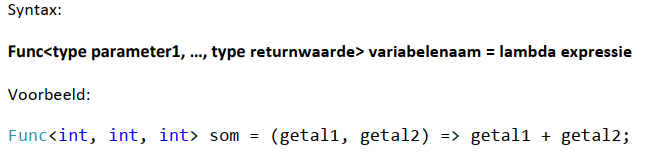 Syntax:
Func<type parameter1, ..., type returnwaarde> variabelenaam = lambda expressie
Voorbeeld:
Func<int, int, int> som = (getal1, getal2) => getal1 + getal2;